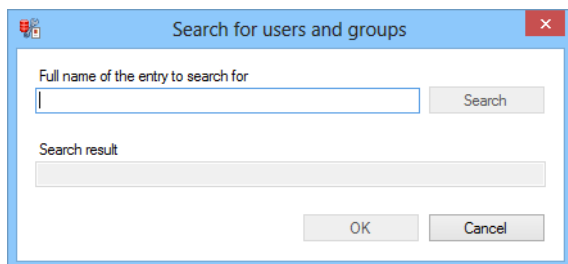 Search for users and groups
Full name of the entry to search for
Search
Search result
OK
Cancel